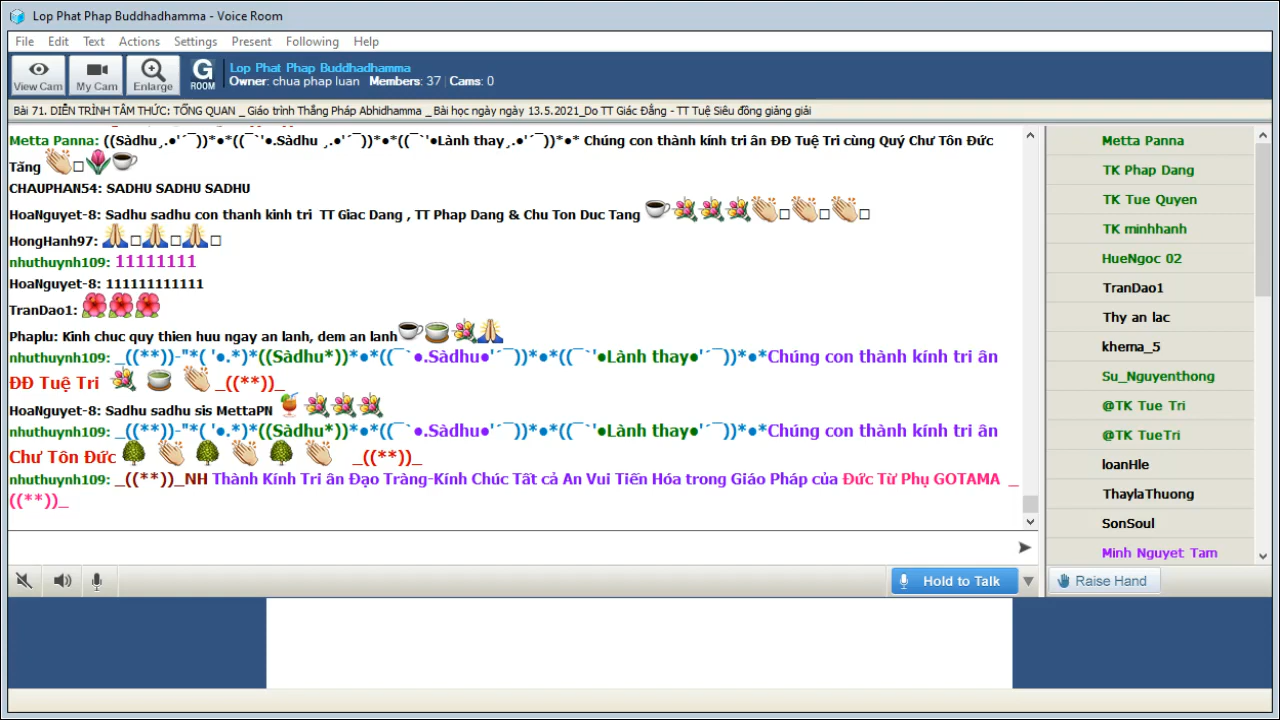 Lop Phat Phap Buddhadhamma - Voice Room
File Edit Text Actions Settings Present Following Help
View Cam My Cam Enlarge G ROOM
Lop Phat Phap Buddhadhamma
Owner: chua phap luan Members: 37 Cams: 0
Bài 71. DIỄN TRÌNH TÂM THỨC: TỔNG QUAN _ Giáo trình Thắng Pháp Abhidhamma _ Bài học ngày ngày 13.5.2021_Do TT Giác Đẳng - TT Tuệ Siêu đồng giảng giải
Metta Panna: ((Sàdhu¸.●'´¯))*●*((¯`'●.Sàdhu ¸.●'´¯))*●*((¯`'●Lành thay¸.●'´¯))*●* Chúng con thành kính tri ân ĐĐ Tuệ Tri cùng Quý Chư Tôn Đức
Tăng
CHAUPHAN54: SADHU SADHU SADHU
HoaNguyet-8: Sadhu sadhu con thanh kinh tri TT Giac Dang , TT Phap Dang & Chu Ton Duc Tang
HongHanh97:
nhuthuynh109: 11111111
HoaNguyet-8: 111111111111
TranDao1:
Phaplu: Kinh chuc quy thien huu ngay an lanh, dem an lanh
nhuthuynh109: _((**))-"*( '●.*)*((Sàdhu*))*●*((¯`●.Sàdhu●'´¯))*●*((¯`'●Lành thay●'´¯))*●*Chúng con thành kính tri ân
ĐĐ Tuệ Tri _((**))_
HoaNguyet-8: Sadhu sadhu sis MettaPN
nhuthuynh109: _((**))-"*( '●.*)*((Sàdhu*))*●*((¯`●.Sàdhu●'´¯))*●*((¯`'●Lành thay●'´¯))*●*Chúng con thành kính tri ân
Chư Tôn Đức _((**))_
nhuthuynh109: _((**))_NH Thành Kính Tri ân Đạo Tràng-Kính Chúc Tất cả An Vui Tiến Hóa trong Giáo Pháp của Đức Từ Phụ GOTAMA _
((**))_
Metta Panna
TK Phap Dang
TK Tue Quyen
TK minhhanh
HueNgoc 02
TranDao1
Thy an lac
khema_5
Su_Nguyenthong
@TK Tue Tri
@TK TueTri
loanHle
ThaylaThuong
SonSoul
Minh Nguyet Tam
Hold to Talk
Raise Hand